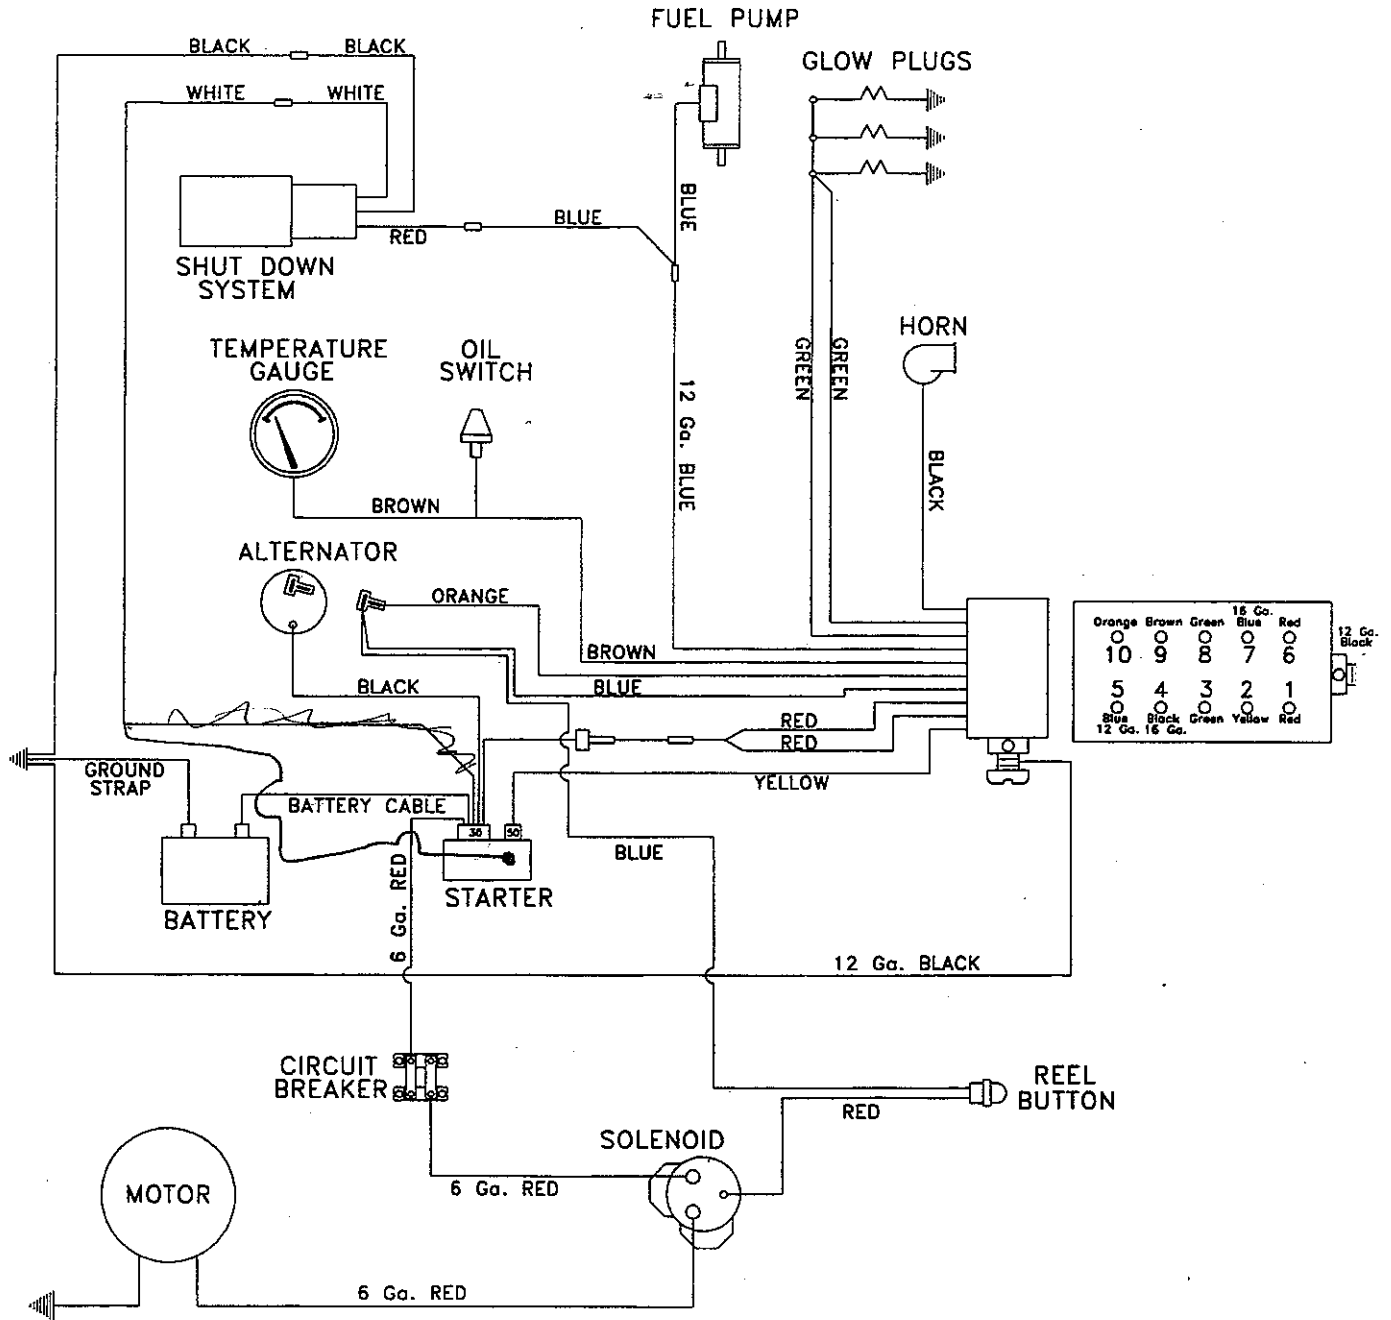 FUEL PUMP
BLACK
BLACK
GLOW PLUGS
WHITE
WHITE
BLUE
BLUE
RED
SHUT DOWN
SYSTEM
HORN
TEMPERATURE
GAUGE
OIL
SWITCH
GREEN
GREEN
12 Ga. BLUE
BLACK
BROWN
ALTERNATOR
ORANGE
BROWN
BLACK
BLUE
16 Ga.
Orange Brown Green Blue Red
10 9 8 7 6
5 4 3 2 1
Blue Black Green Yellow Red
12 Ga. 16 Ga.
12 Ga.
Black
RED
RED
GROUND
STRAP
YELLOW
BATTERY CABLE
30
50
BLUE
6 Ga. RED
STARTER
BATTERY
12 Ga. BLACK
CIRCUIT
BREAKER
REEL
BUTTON
RED
SOLENOID
6 Ga. RED
MOTOR
6 Ga. RED